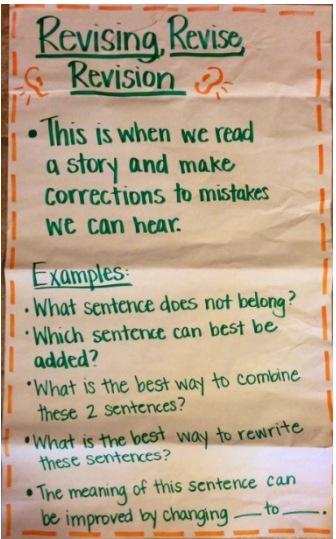 Revising, Revise,
Revision
• This is when we read
a story and make
corrections to mistakes
we can hear.
Examples:
• What sentence does not belong?
• Which sentence can best be
added?
• What is the best way to combine
these 2 sentences?
• What is the best way to rewrite
these sentences?
• The meaning of this sentence can
be improved by changing ___ to ___.